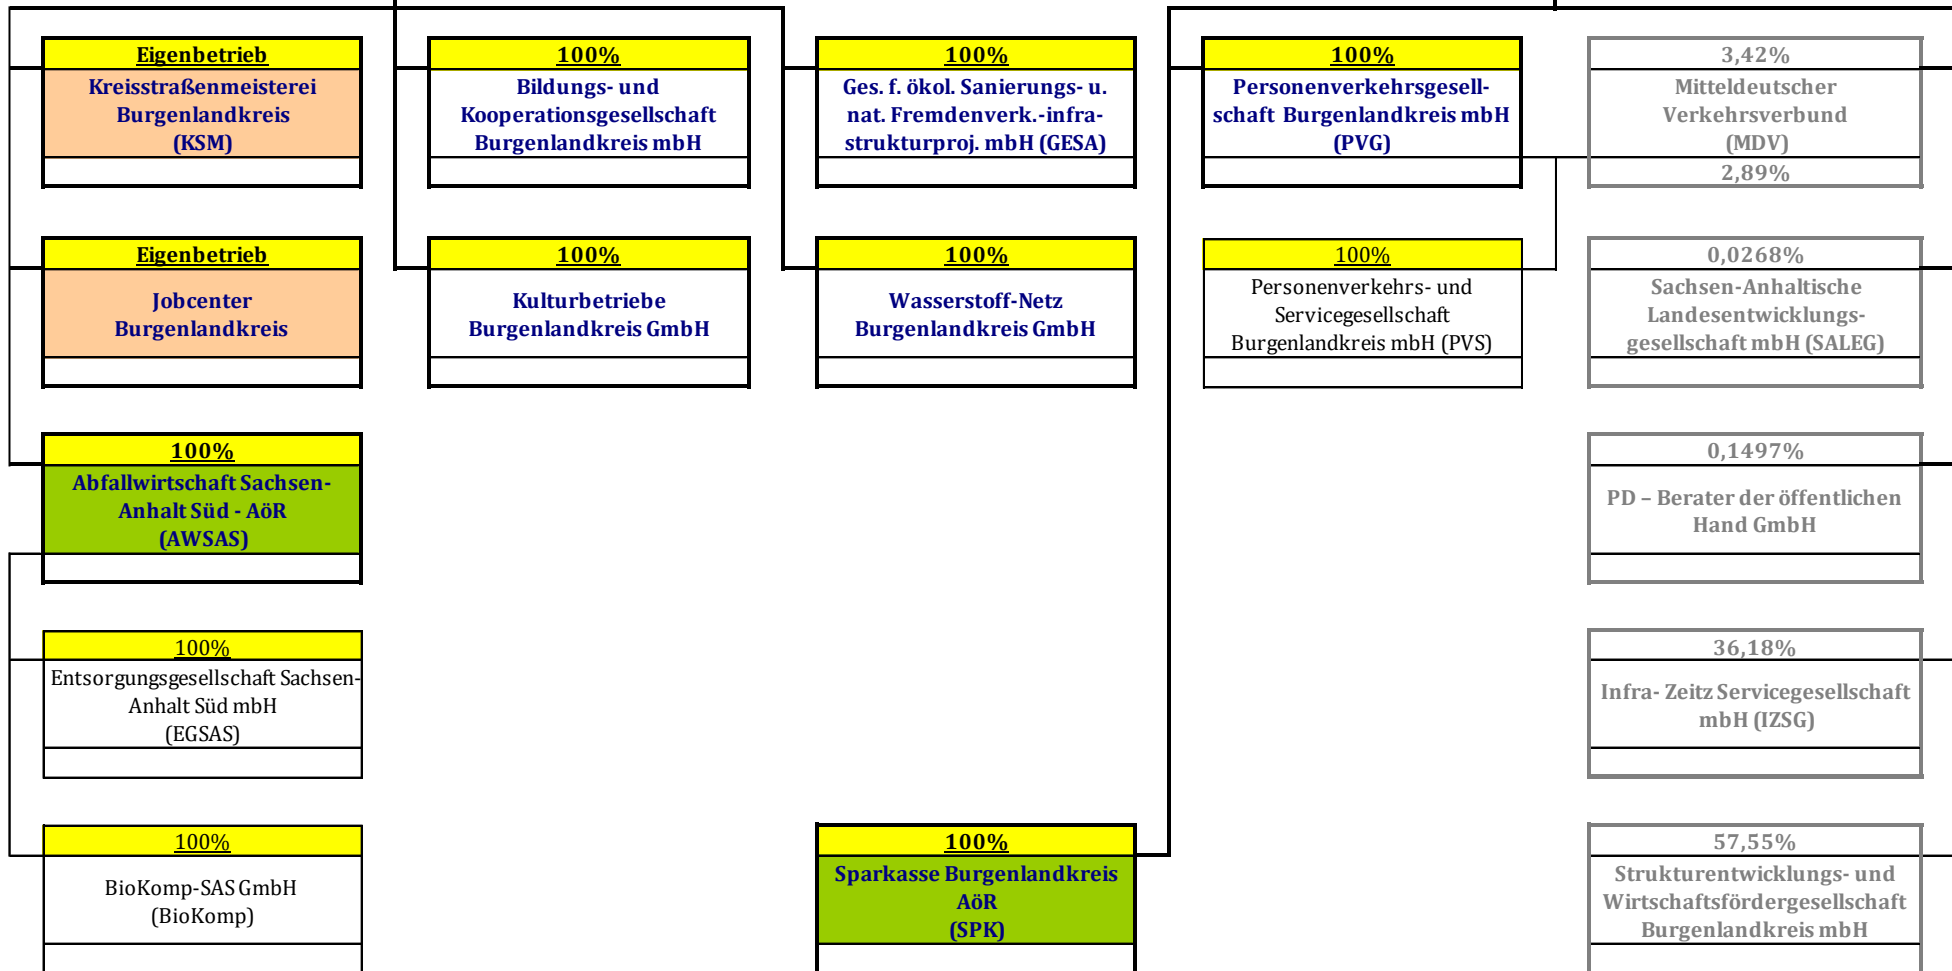 Eigenbetrieb
Kreisstraßenmeisterei
Burgenlandkreis
(KSM)
100%
Bildungs- und
Kooperationsgesellschaft
Burgenlandkreis mbH
100%
Ges. f. ökol. Sanierungs- u.
nat. Fremdenverk.-infra-
strukturproj. mbH (GESA)
100%
Personenverkehrsgesell-
schaft Burgenlandkreis mbH
(PVG)
3,42%
Mitteldeutscher
Verkehrsverbund
(MDV)
2,89%
Eigenbetrieb
Jobcenter
Burgenlandkreis
100%
Kulturbetriebe
Burgenlandkreis GmbH
100%
Wasserstoff-Netz
Burgenlandkreis GmbH
100%
Personenverkehrs- und
Servicegesellschaft
Burgenlandkreis mbH (PVS)
0,0268%
Sachsen-Anhaltische
Landesentwicklungs-
gesellschaft mbH (SALEG)
100%
Abfallwirtschaft Sachsen-
Anhalt Süd - AöR
(AWSAS)
0,1497%
PD – Berater der öffentlichen
Hand GmbH
100%
Entsorgungsgesellschaft Sachsen-
Anhalt Süd mbH
(EGSAS)
36,18%
Infra- Zeitz Servicegesellschaft
mbH (IZSG)
100%
BioKomp-SAS GmbH
(BioKomp)
100%
Sparkasse Burgenlandkreis
AöR
(SPK)
57,55%
Strukturentwicklungs- und
Wirtschaftsfördergesellschaft
Burgenlandkreis mbH